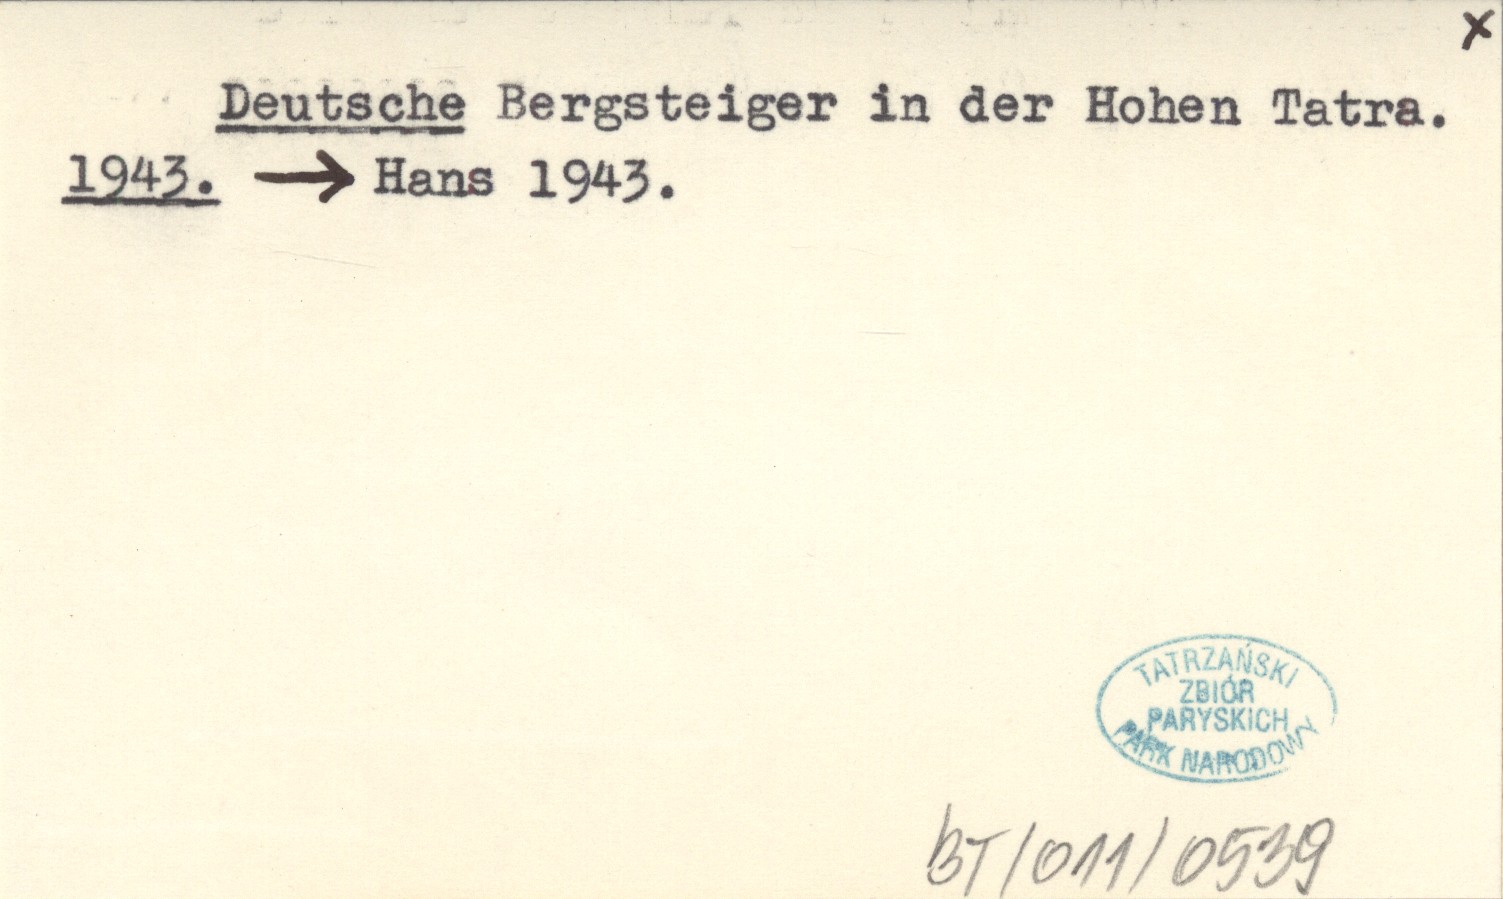 x
Deutsche Bergsteiger in der Hohen Tatra.
1943. → Hans 1943.
TATRZAŃSKI
ZBIÓR
PARYSKICH
PARK NARODOWY
BT/011/0539